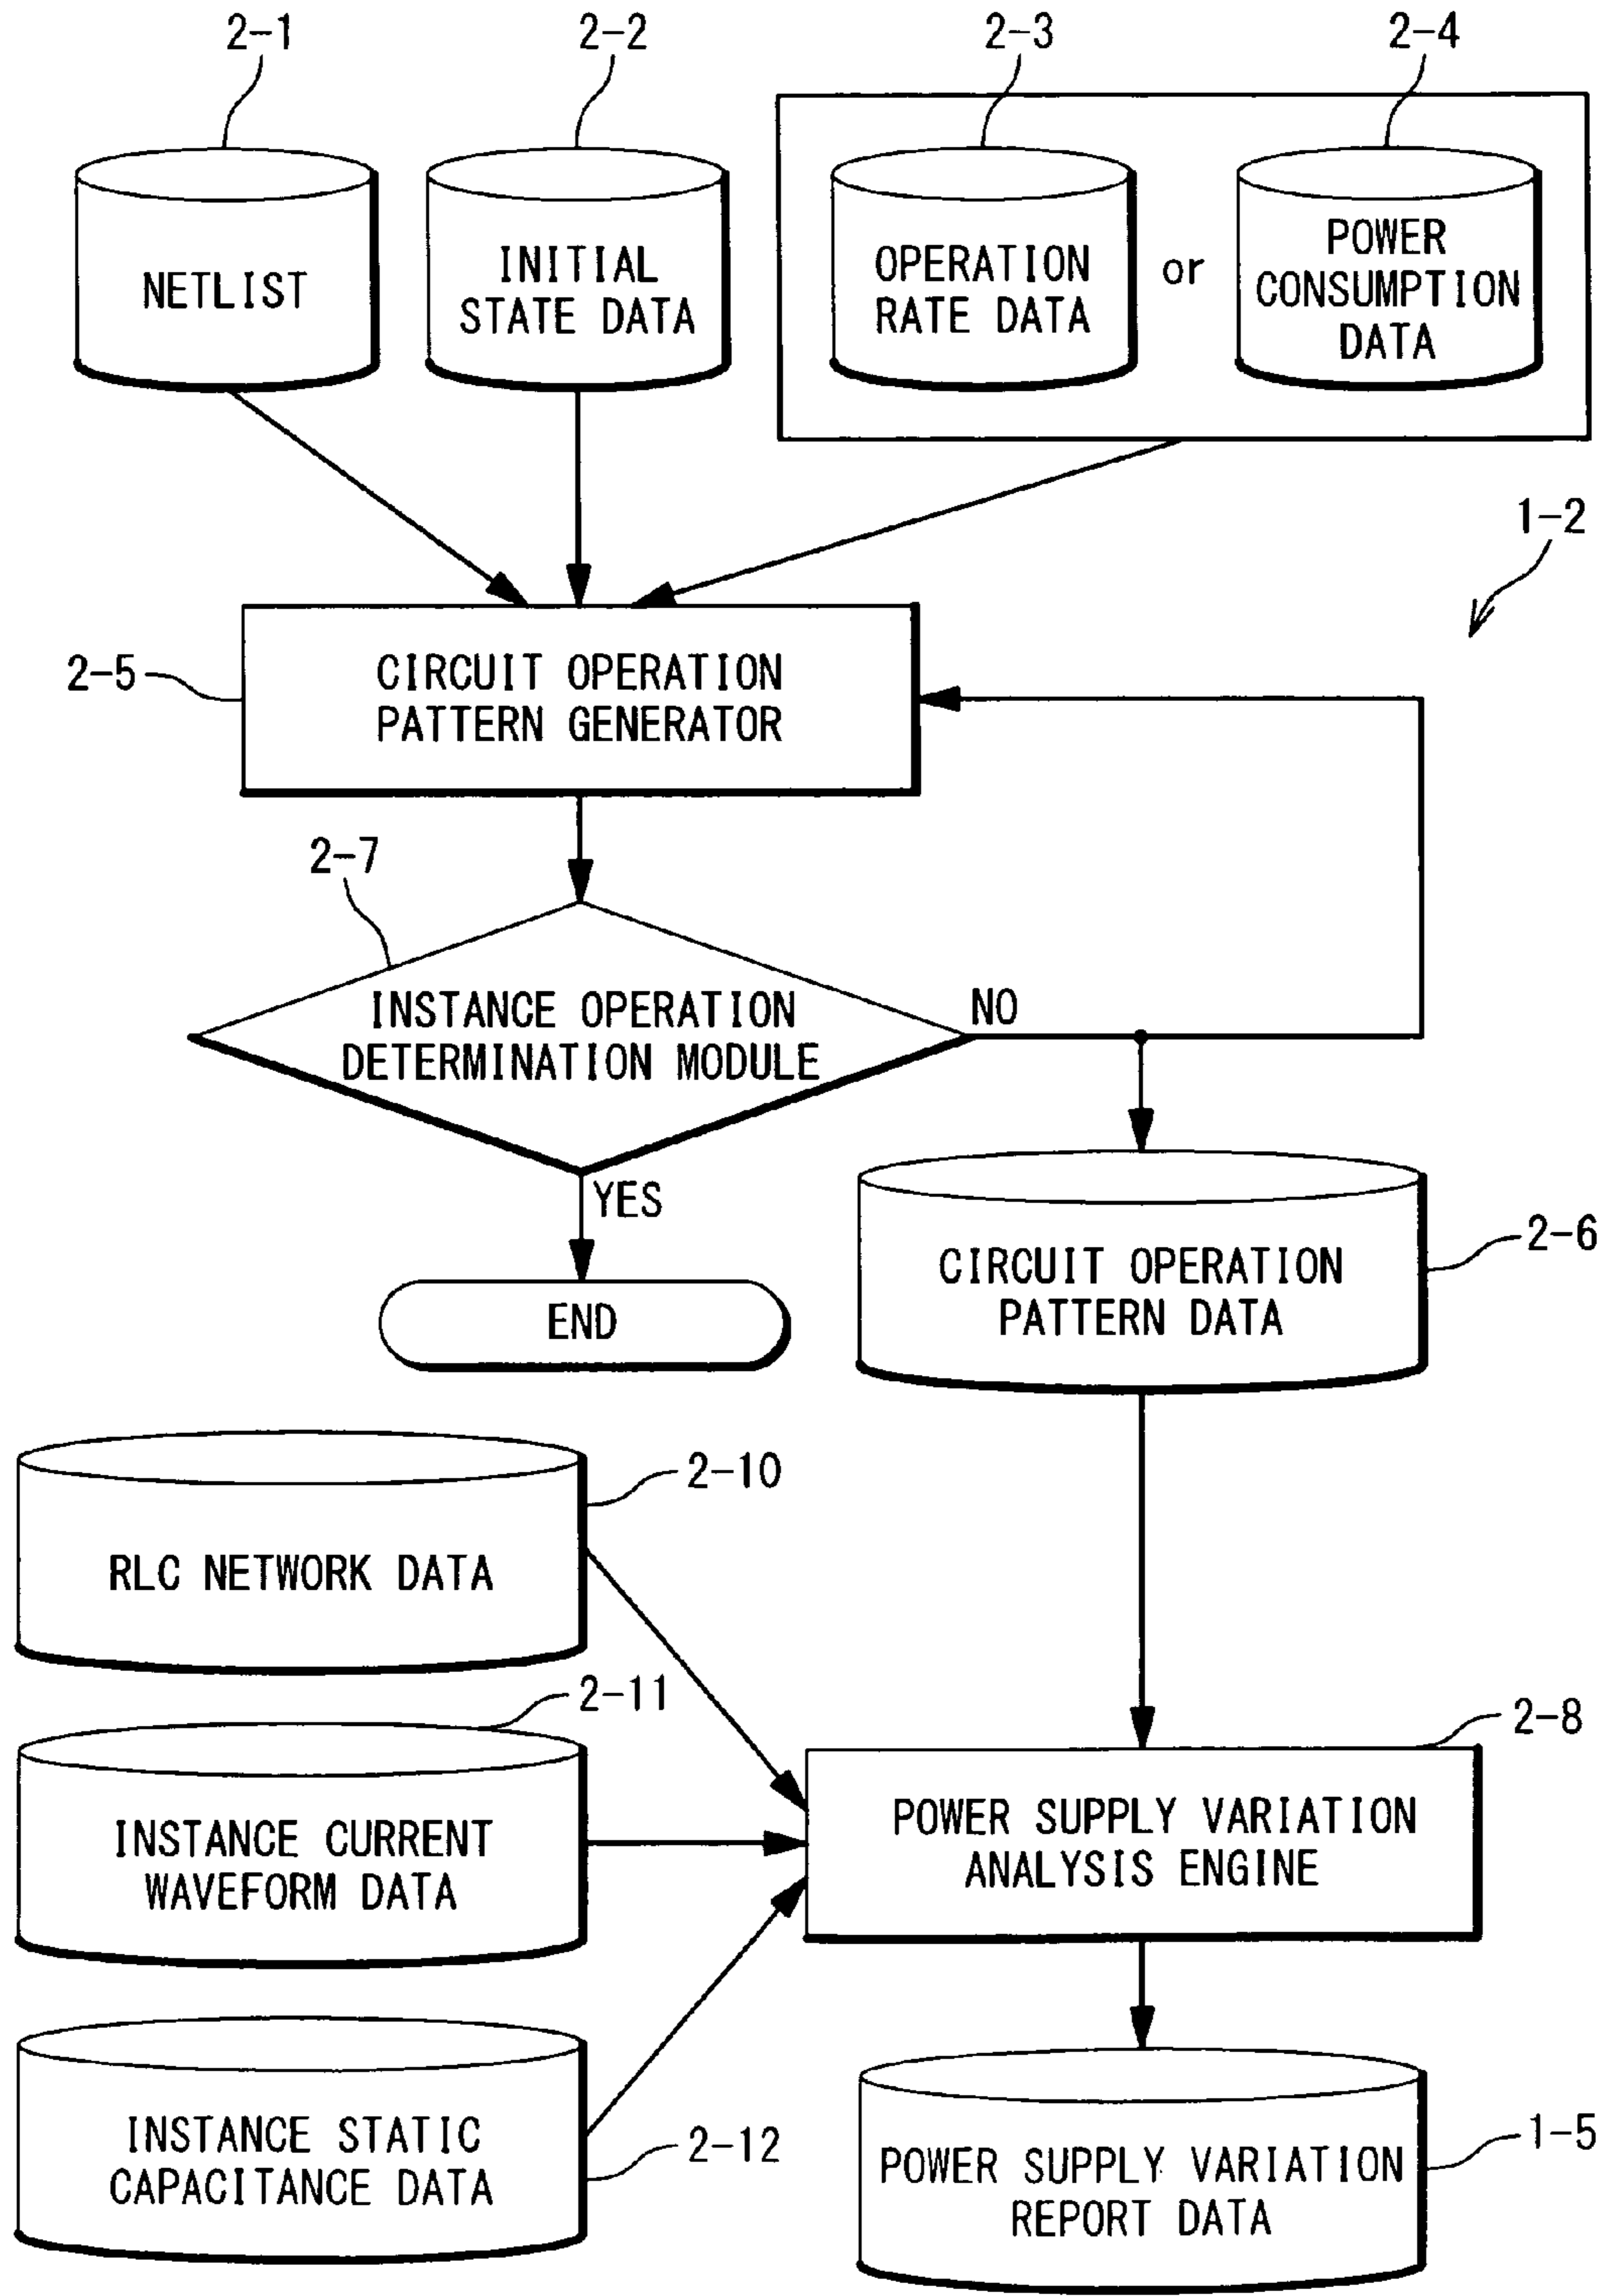 2-1
2-2
2-3
2-4
NETLIST
INITIAL
STATE DATA
OPERATION
RATE DATA
or
POWER
CONSUMPTION
DATA
1-2
2-5
CIRCUIT OPERATION
PATTERN GENERATOR
2-7
INSTANCE OPERATION
DETERMINATION MODULE
NO
YES
END
2-6
CIRCUIT OPERATION
PATTERN DATA
2-10
RLC NETWORK DATA
2-11
INSTANCE CURRENT
WAVEFORM DATA
2-8
POWER SUPPLY VARIATION
ANALYSIS ENGINE
2-12
INSTANCE STATIC
CAPACITANCE DATA
1-5
POWER SUPPLY VARIATION
REPORT DATA